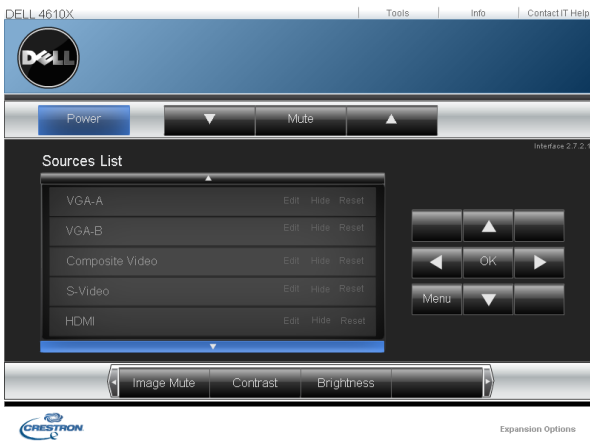 DELL 4610X
Tools Info Contact IT Help
DELL
Power Mute
Interface 2.7.2.1
Sources List
VGA-A Edit Hide Reset
VGA-B Edit Hide Reset
Composite Video Edit Hide Reset
S-Video Edit Hide Reset
HDMI Edit Hide Reset
OK
Menu
Image Mute Contrast Brightness
CRESTRON
Expansion Options